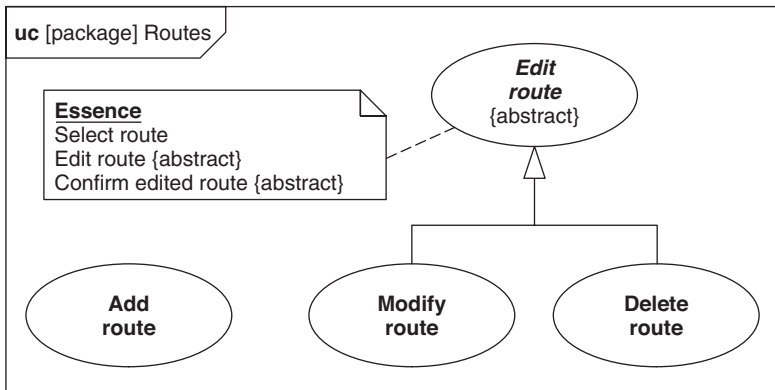 uc [package] Routes
Edit
route
{abstract}
Essence
Select route
Edit route {abstract}
Confirm edited route {abstract}
Add
route
Modify
route
Delete
route